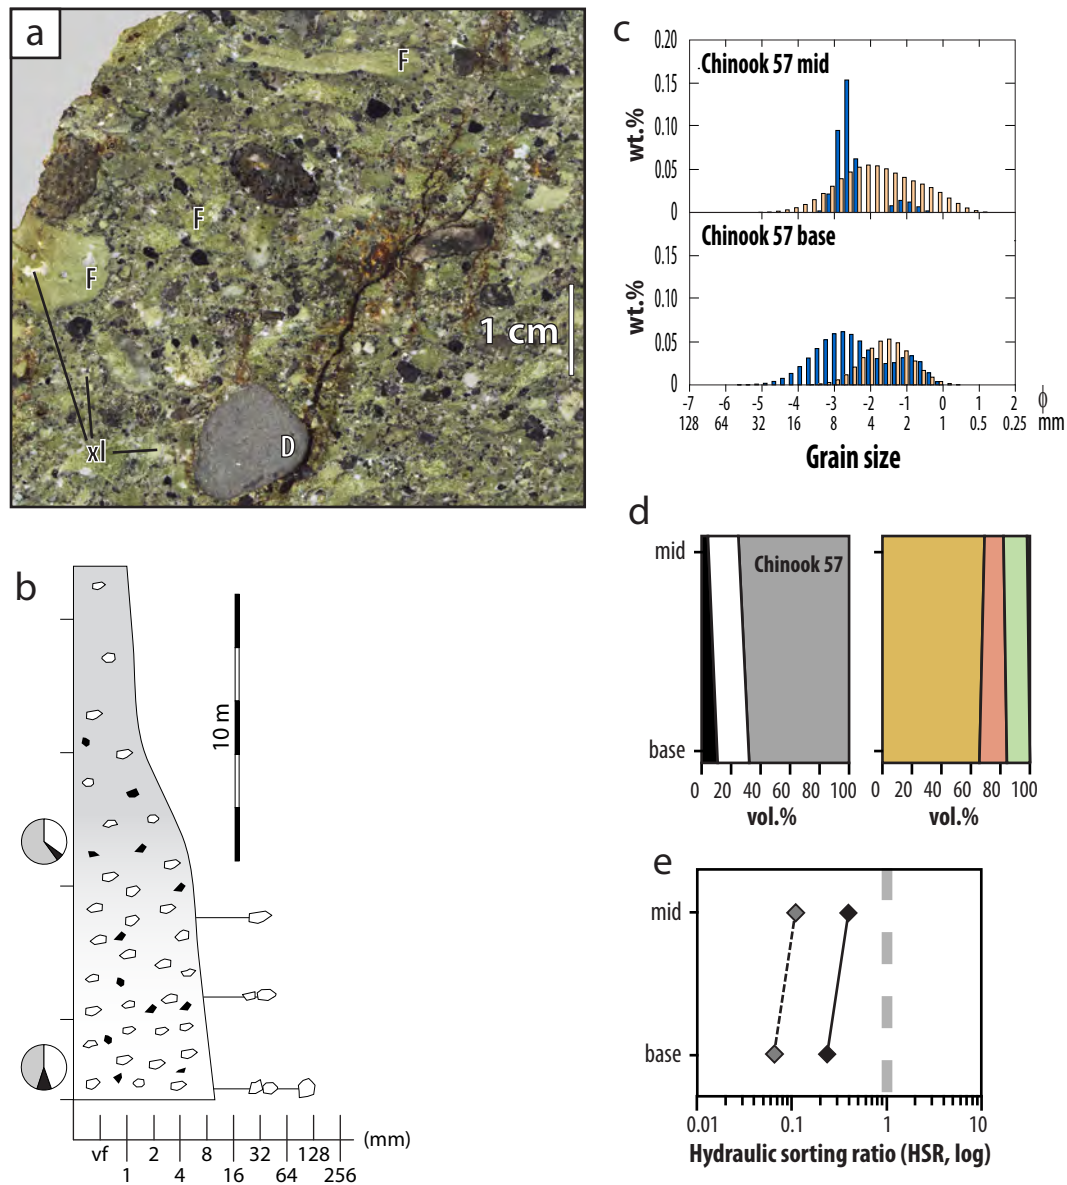 a
F
F
F
1 cm
xl
D
b
10 m
vf 2 8 32 128 (mm)
1 4 16 64 256
c
Chinook 57 mid
wt.%
0.20
0.15
0.10
0.05
0
Chinook 57 base
wt.%
0.15
0.10
0.05
0
-7 -6 -5 -4 -3 -2 -1 0 1 2 ϕ
128 64 32 16 8 4 2 1 0.5 0.25 mm
Grain size
d
mid
base
Chinook 57
0 20 40 60 80 100
vol.%
0 20 40 60 80 100
vol.%
e
mid
base
0.01 0.1 1 10
Hydraulic sorting ratio (HSR, log)